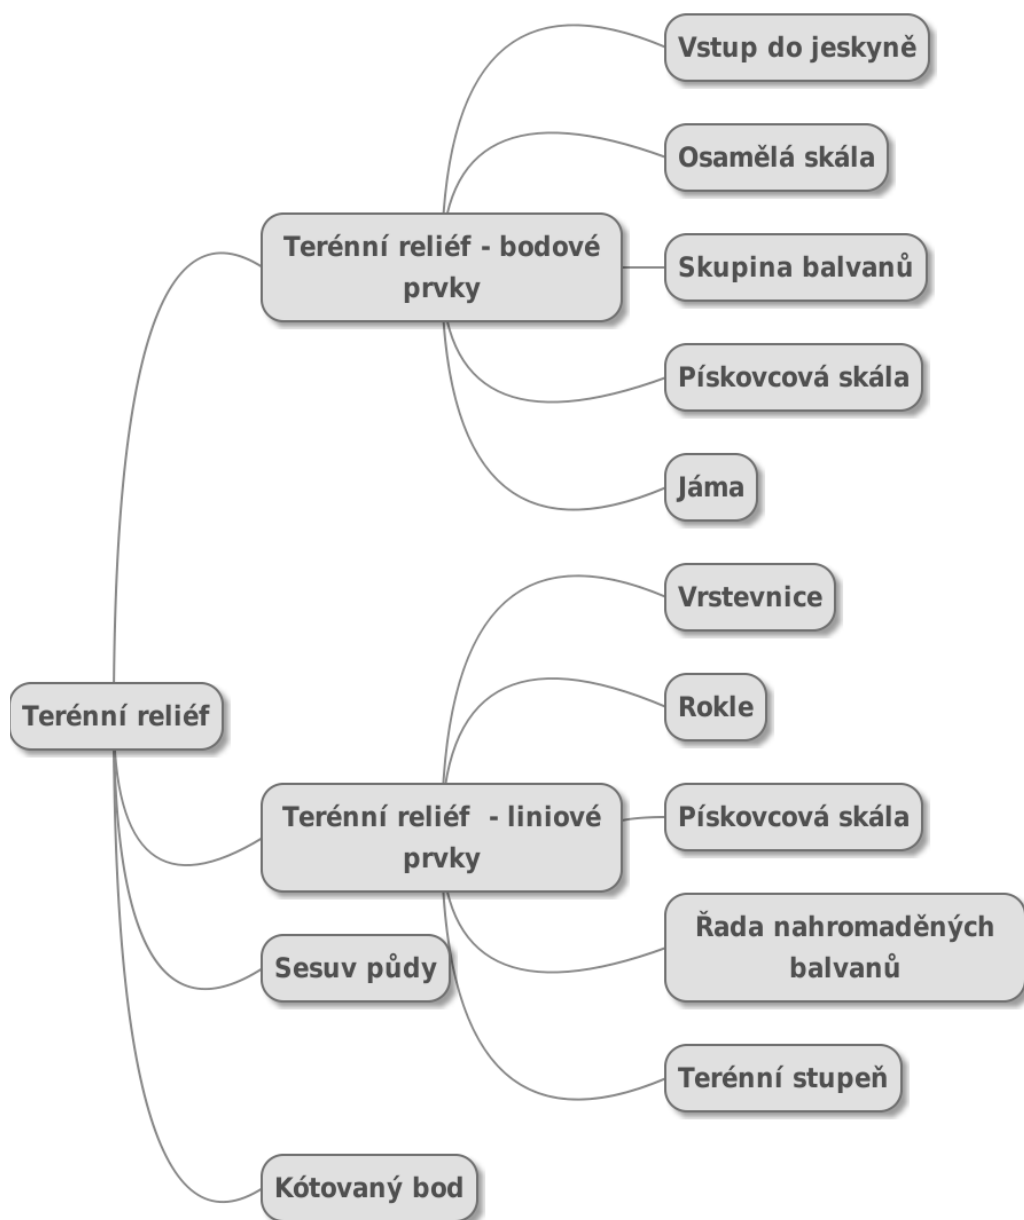 Vstup do jeskyně
Osamělá skála
Terénní reliéf - bodové
prvky
Skupina balvanů
Pískovcová skála
Jáma
Vrstevnice
Rokle
Terénní reliéf
Terénní reliéf  - liniové
prvky
Pískovcová skála
Řada nahromaděných
balvanů
Sesuv půdy
Terénní stupeň
Kótovaný bod